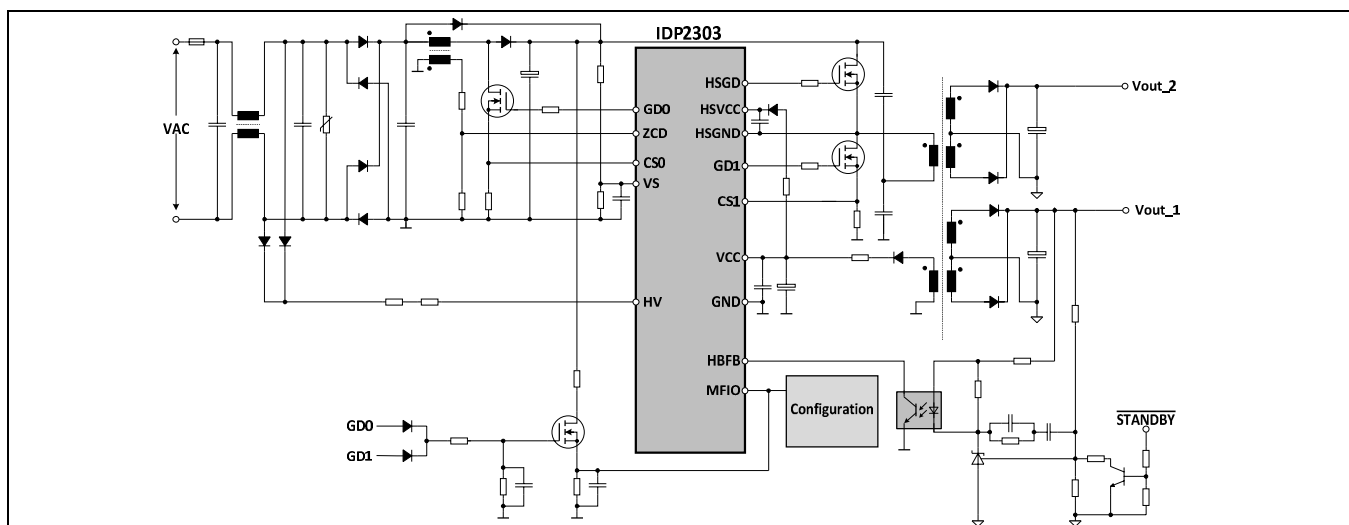 IDP2303
VAC
GD0
ZCD
CS0
VS
HV
HSGD
HSVCC
HSGND
GD1
CS1
VCC
GND
HBFB
MFIO
Configuration
Vout_2
Vout_1
STANDBY
GD0
GD1